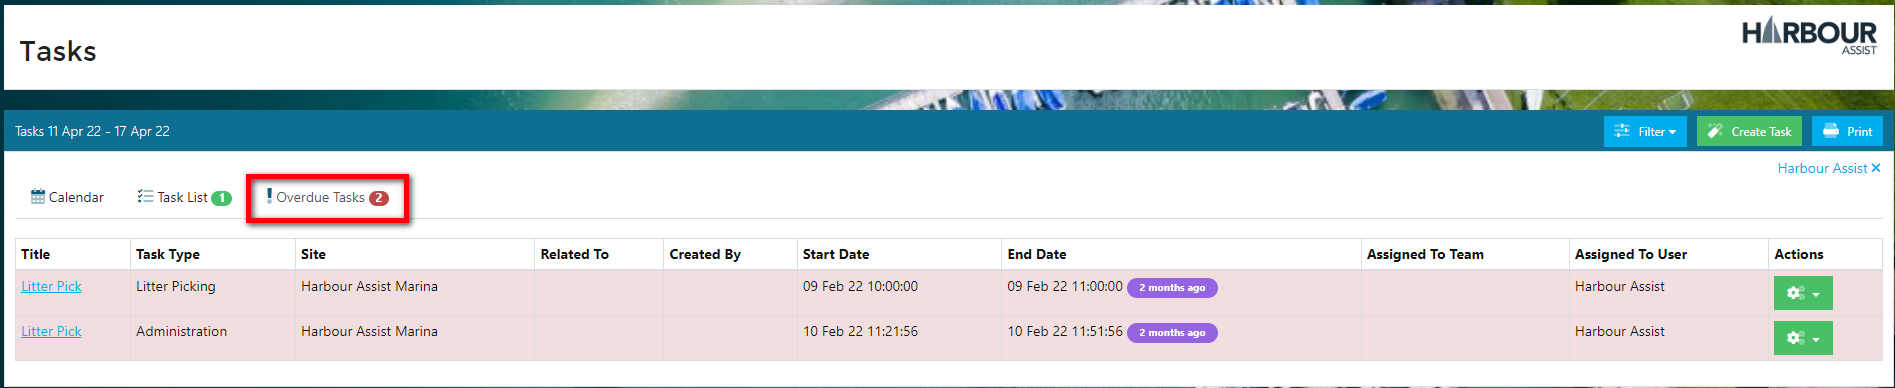 Tasks
HARBOUR
ASSIST
Tasks 11 Apr 22 - 17 Apr 22
Filter
Create Task
Print
Harbour Assist ×
Calendar
Task List 1
Overdue Tasks 2
Title Task Type Site Related To Created By Start Date End Date Assigned To Team Assigned To User Actions
Litter Pick Litter Picking Harbour Assist Marina 09 Feb 22 10:00:00 09 Feb 22 11:00:00 2 months ago Harbour Assist
Litter Pick Administration Harbour Assist Marina 10 Feb 22 11:21:56 10 Feb 22 11:51:56 2 months ago Harbour Assist